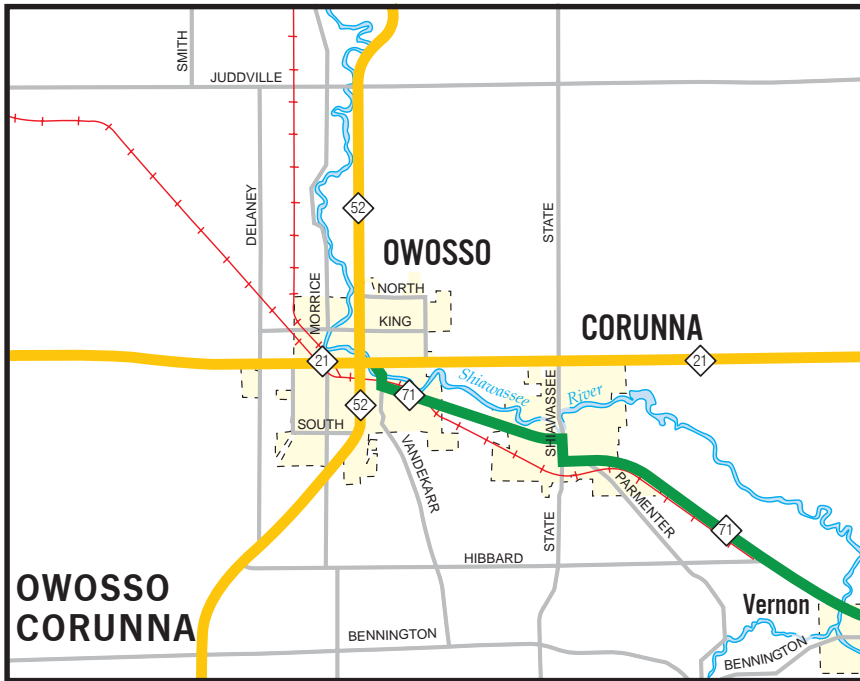 SMITH
JUDDVILLE
DELANEY
52
STATE
OWOSSO
NORTH
MORRICE
KING
CORUNNA
21
21
Shiawassee
River
SHIAWASSEE
71
52
SOUTH
VANDEKARR
PARMENTER
STATE
71
HIBBARD
OWOSSO
CORUNNA
Vernon
BENNINGTON
BENNINGTON